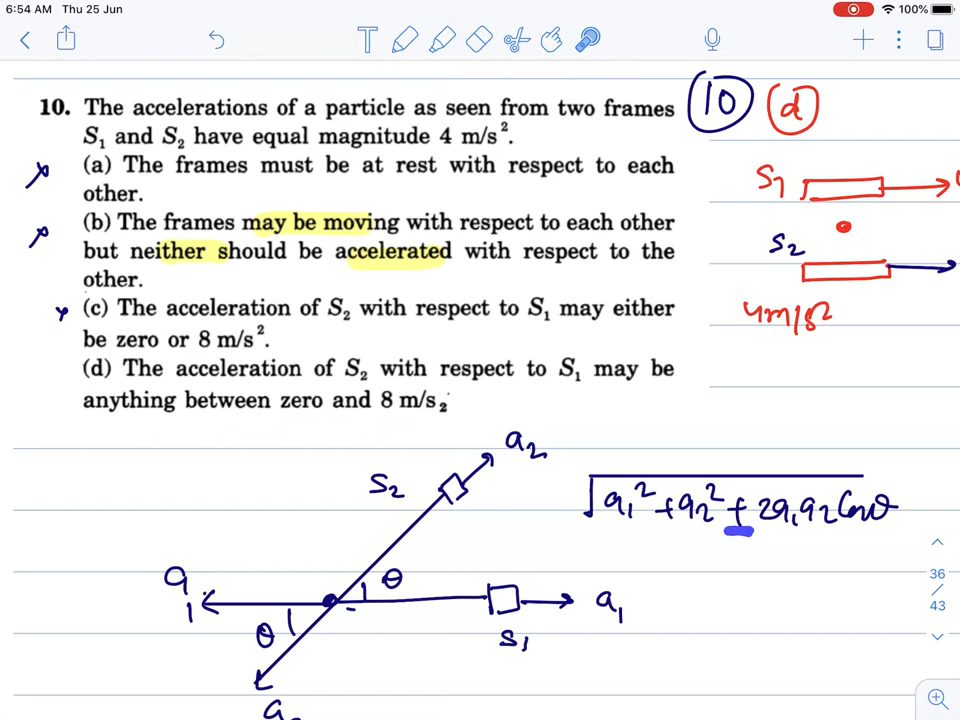 6:54 AM Thu 25 Jun
100%
10. The accelerations of a particle as seen from two frames
S₁ and S₂ have equal magnitude 4 m/s².
(a) The frames must be at rest with respect to each
other.
(b) The frames may be moving with respect to each other
but neither should be accelerated with respect to the
other.
(c) The acceleration of S₂ with respect to S₁ may either
be zero or 8 m/s².
(d) The acceleration of S₂ with respect to S₁ may be
anything between zero and 8 m/s₂
10 d
S₁
S₂
4m/s²
a₂
S₂
√a₁² + a₂² + 2a₁a₂ Cosθ
θ
a₁
a₁
S₁
θ
36
/
43